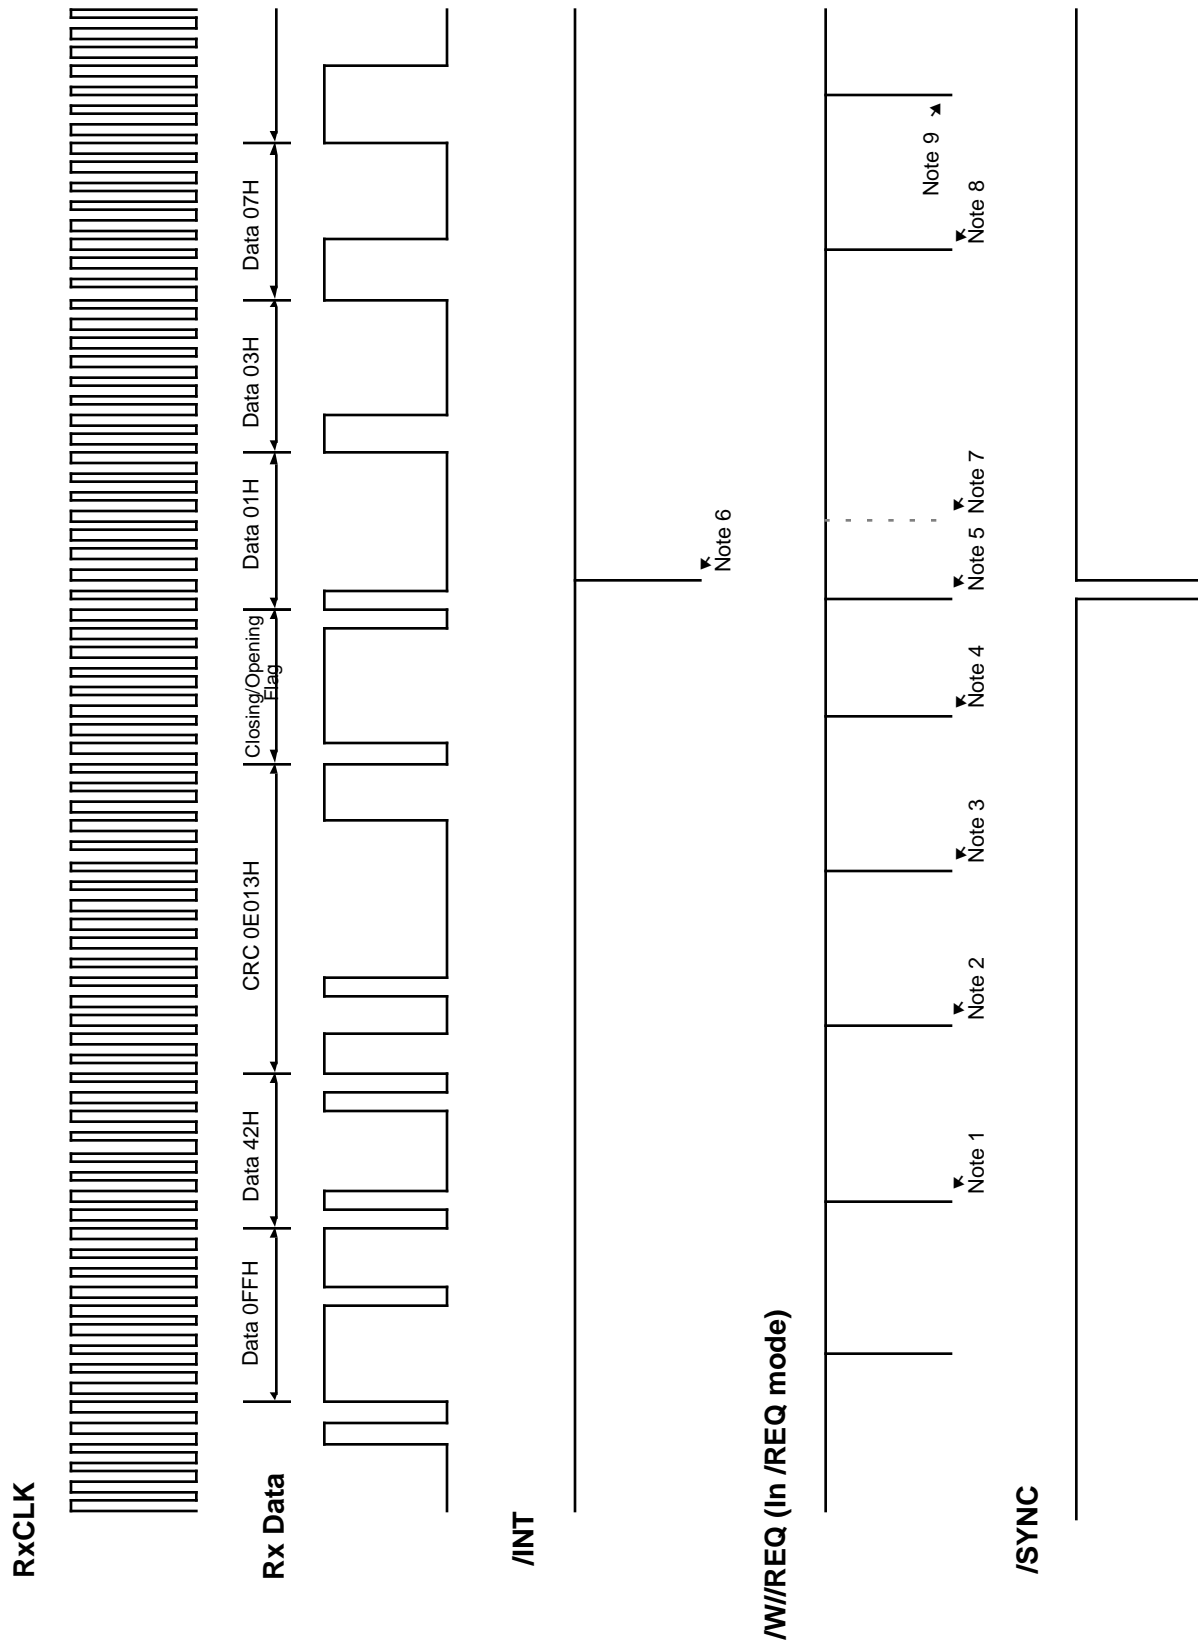 RxCLK
Rx Data
Data 0FFH
Data 42H
CRC 0E013H
Closing/Opening
Flag
Data 01H
Data 03H
Data 07H
/INT
Note 6
/W//REQ (In /REQ mode)
Note 1
Note 2
Note 3
Note 4
Note 5
Note 7
Note 8
Note 9
/SYNC